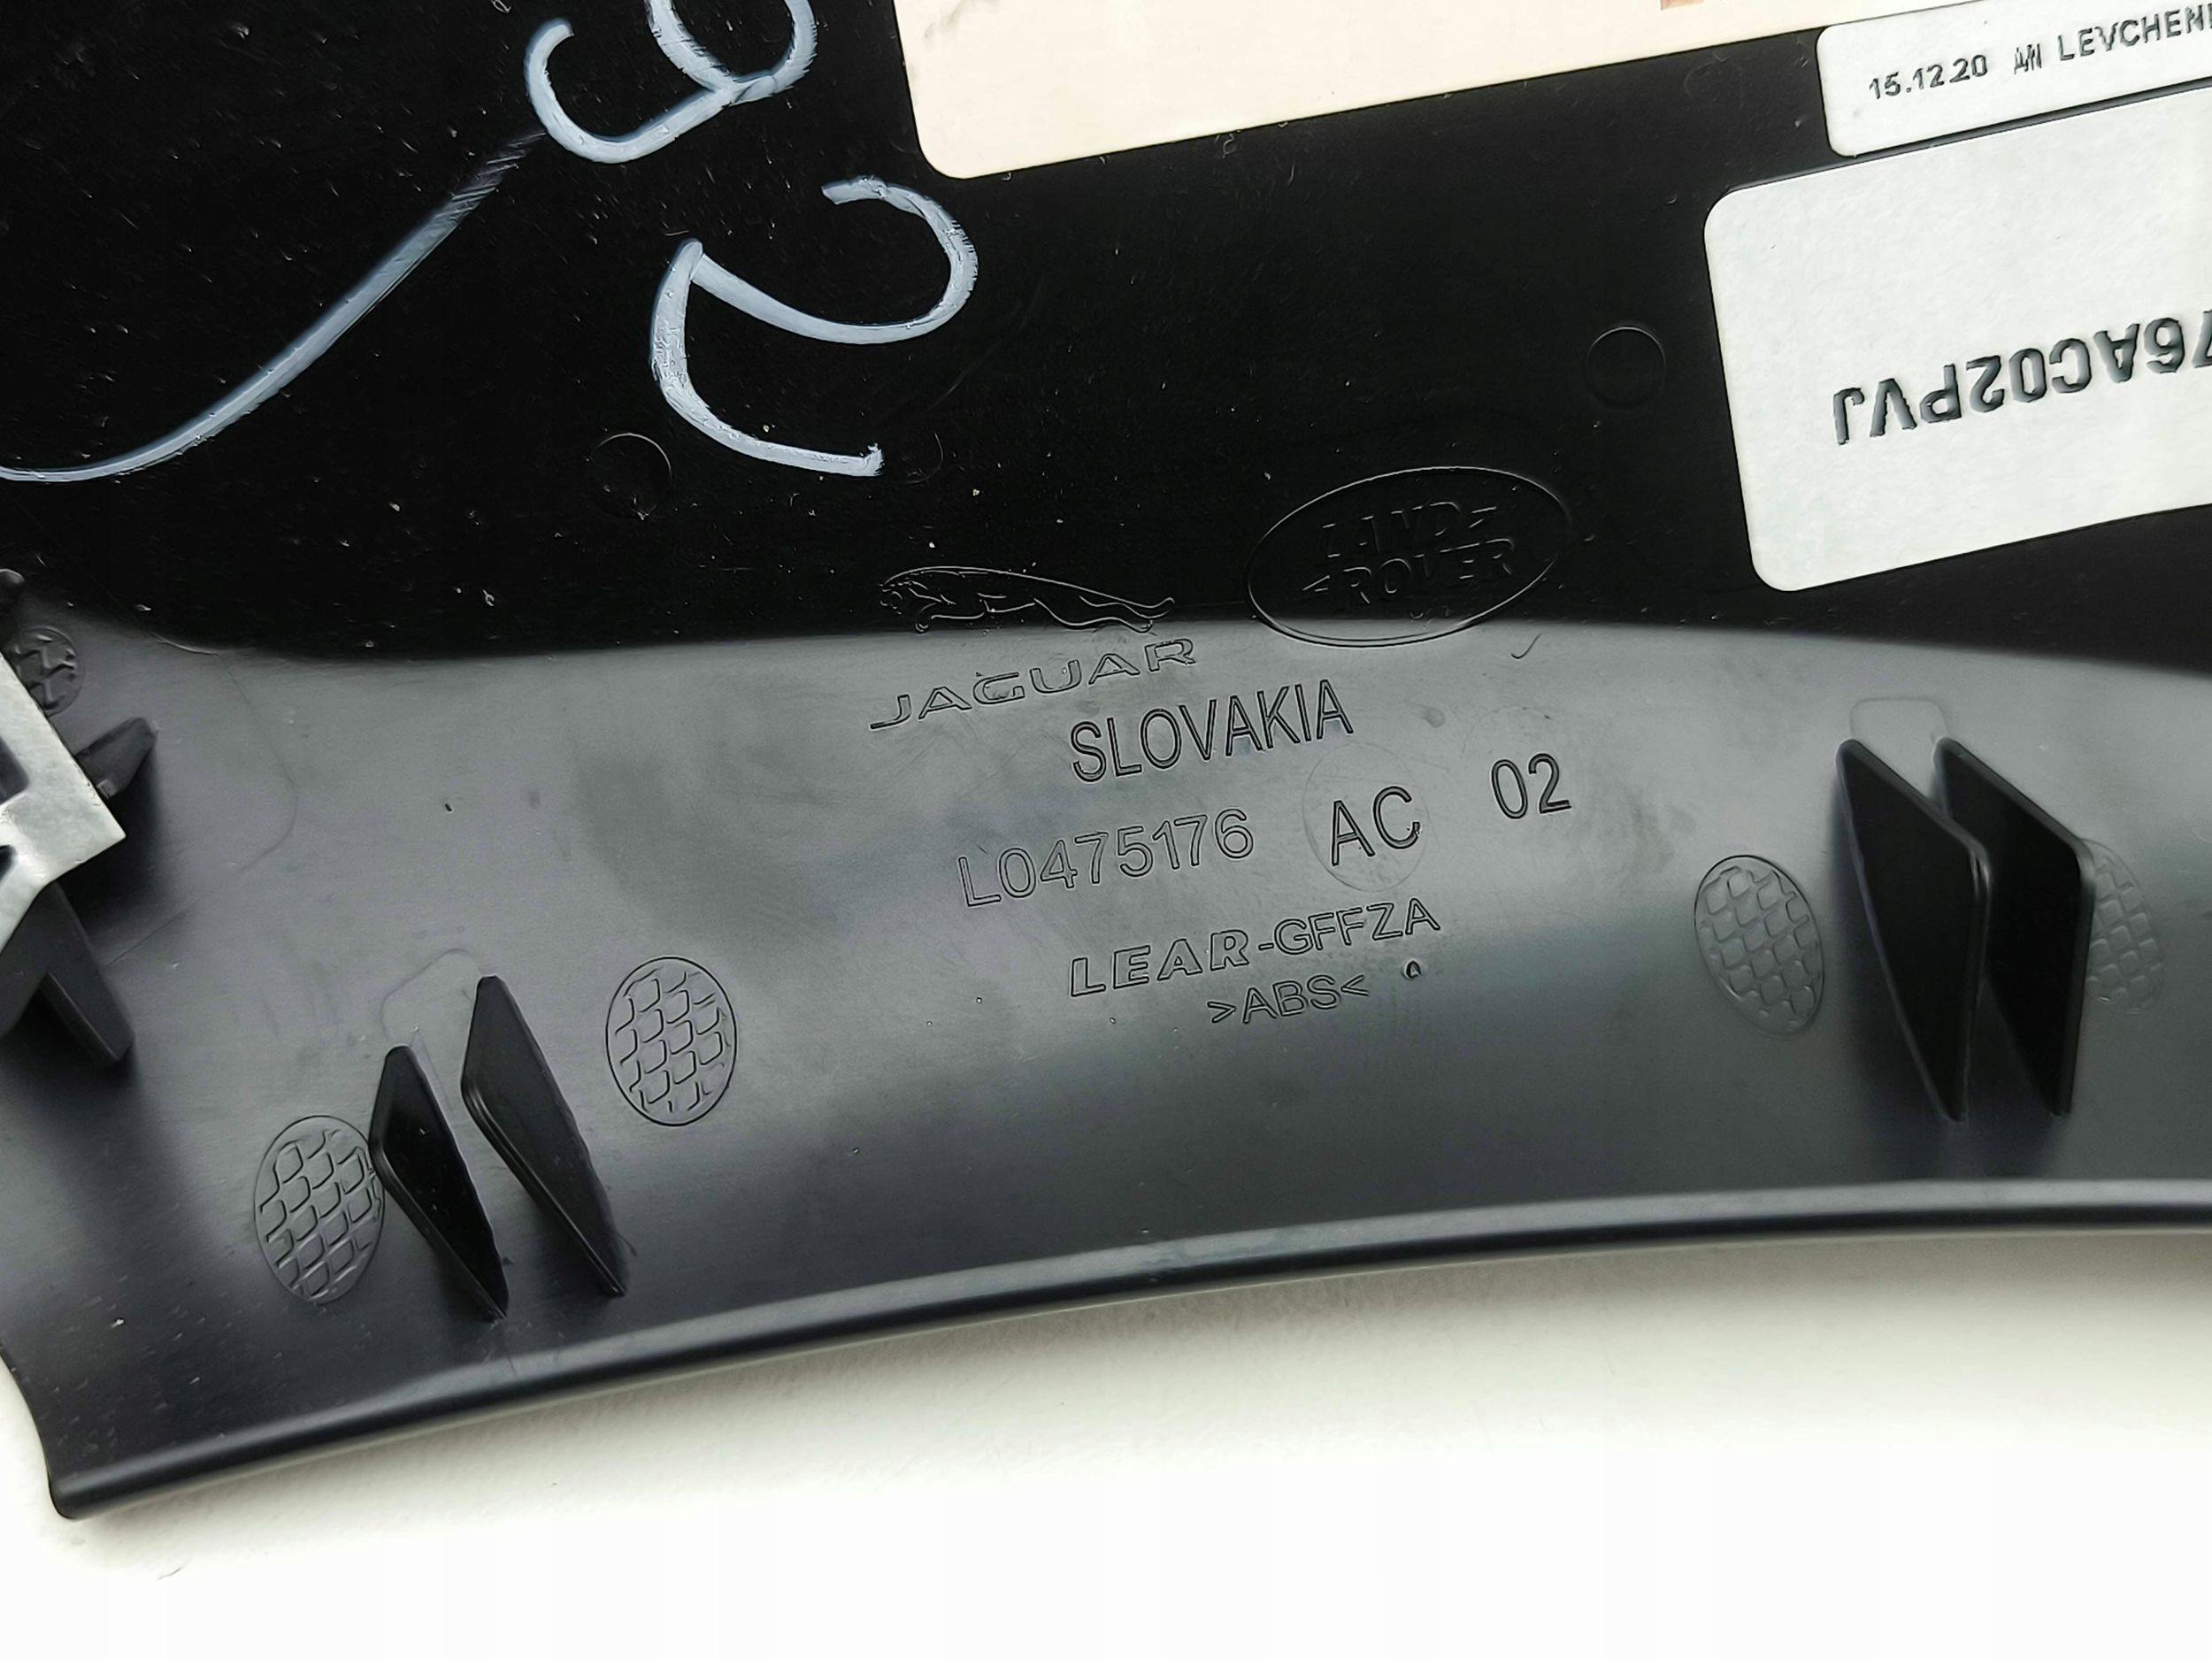 15.12.20 AM LEVCHEN
76AC02PVJ
LAND
ROVER
JAGUAR
SLOVAKIA
L0475176 AC 02
LEAR-GFFZA
>ABS<